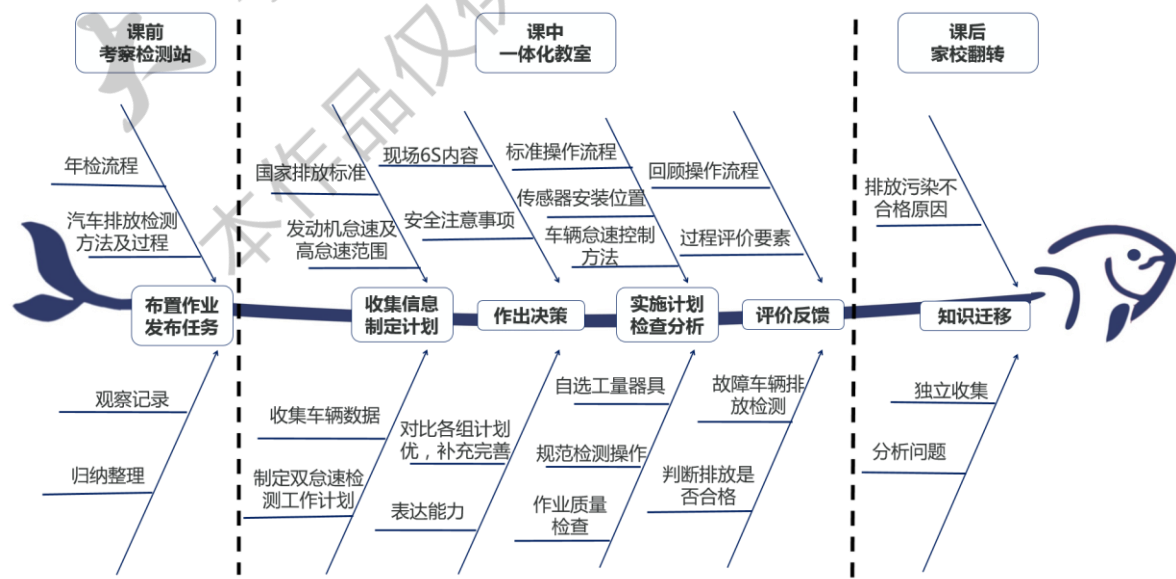 课前
考察检测站
课中
一体化教室
课后
家校翻转
年检流程
汽车排放检测
方法及过程
国家排放标准
发动机怠速及
高怠速范围
现场6S内容
安全注意事项
标准操作流程
传感器安装位置
车辆怠速控制
方法
回顾操作流程
过程评价要素
排放污染不
合格原因
布置作业
发布任务
收集信息
制定计划
作出决策
实施计划
检查分析
评价反馈
知识迁移
观察记录
归纳整理
收集车辆数据
制定双怠速检
测工作计划
对比各组计划
优，补充完善
表达能力
自选工量器具
规范检测操作
作业质量
检查
故障车辆排
放检测
判断排放是
否合格
独立收集
分析问题
本作品仅供